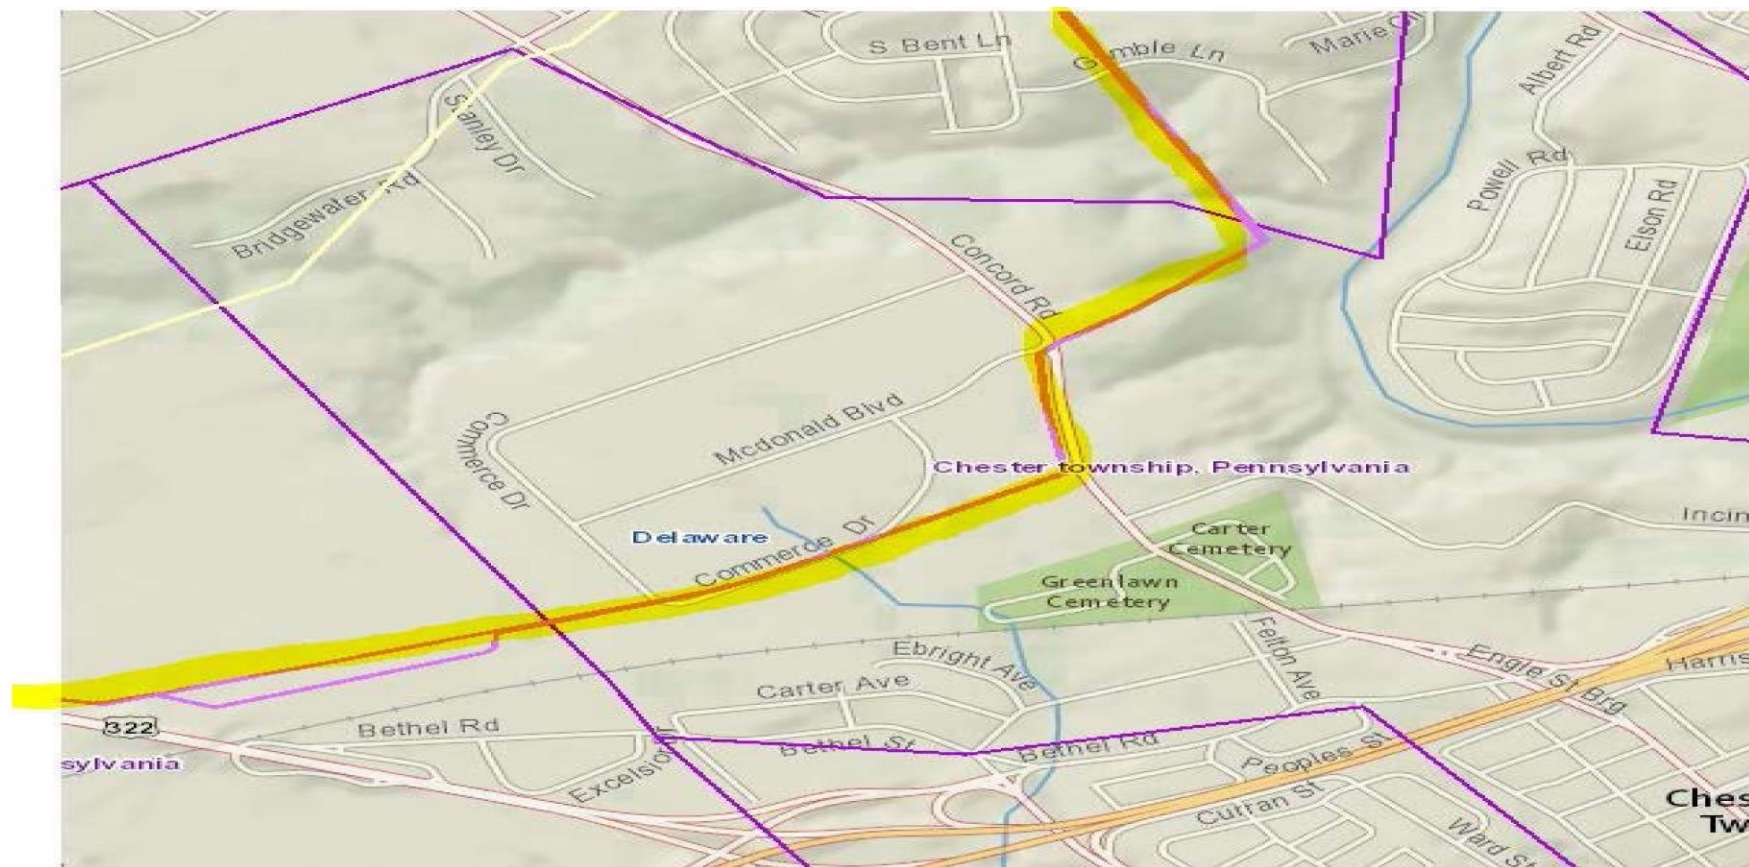 S Bent Ln
Marie
Albert Rd
Stanley Dr
Powell Rd
Bridgewater Rd
Elson Rd
Concord Rd
Commerce Dr
Mcdonald Blvd
Chester township, Pennsylvania
Delaware
Commerce Dr
Carter
Cemetery
Incin
Greenlawn
Cemetery
Felton Ave
Ebright Ave
Engle St Brg
Harris
Carter Ave
322
Bethel Rd
Bethel St
Bethel Rd
sylvania
Excelsior
Peoples St
Curran St
Ward St
Ches
Tw